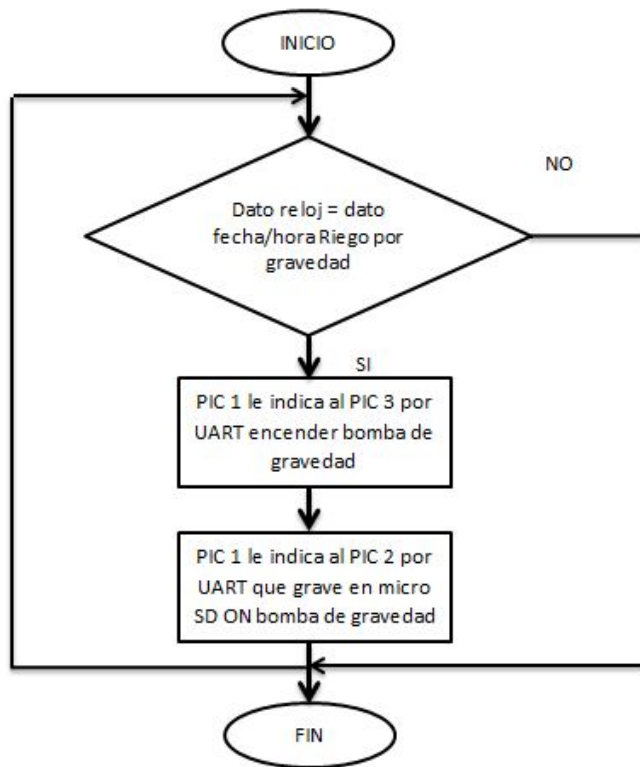 INICIO
NO
Dato reloj = dato
fecha/hora Riego por
gravedad
SI
PIC 1 le indica al PIC 3 por
UART encender bomba de
gravedad
PIC 1 le indica al PIC 2 por
UART que grave en micro
SD ON bomba de gravedad
FIN